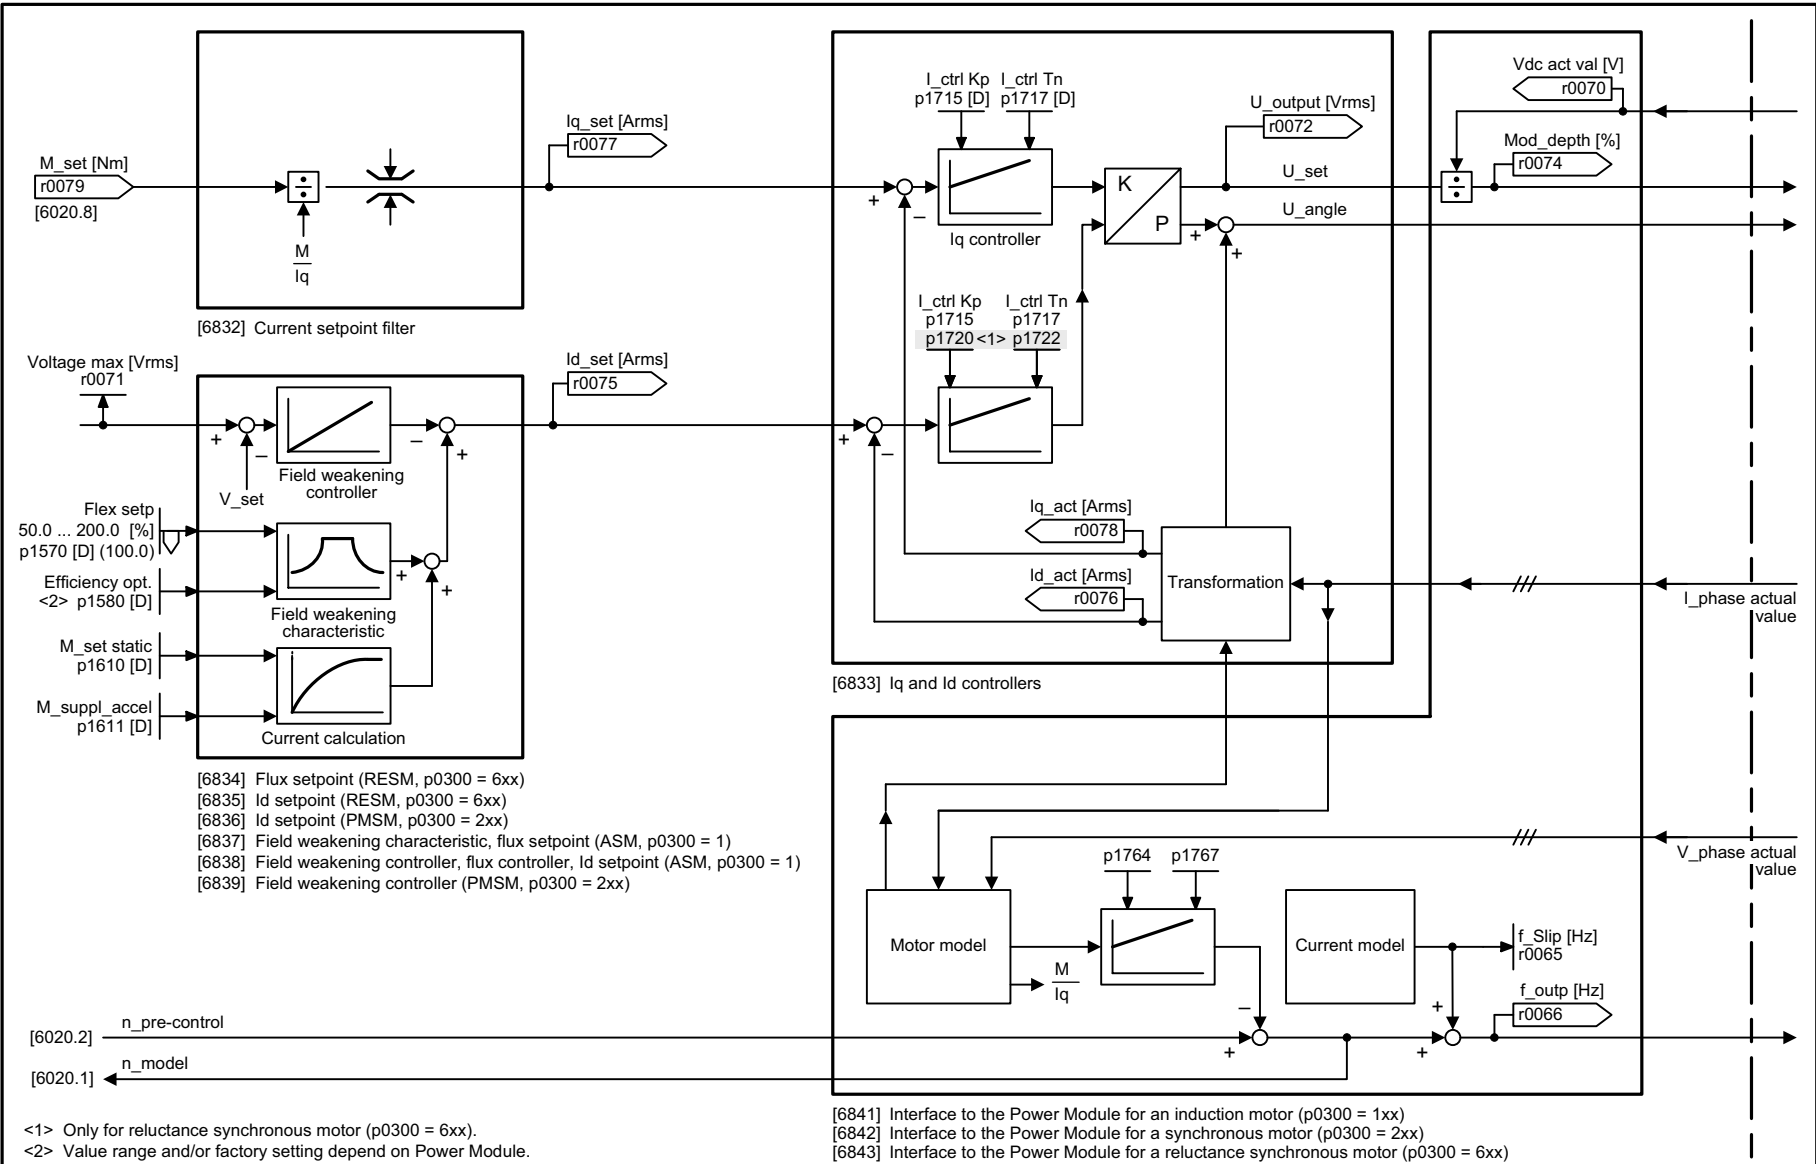 M_set [Nm]
r0079
[6020.8]
÷
M
Iq
[6832] Current setpoint filter
Iq_set [Arms]
r0077
Voltage max [Vrms]
r0071
+
–
V_set
Field weakening
controller
–
+
Id_set [Arms]
r0075
Flex setp
50.0 ... 200.0 [%]
p1570 [D] (100.0)
Efficiency opt.
<2> p1580 [D]
Field weakening
characteristic
+
+
M_set static
p1610 [D]
M_suppl_accel
p1611 [D]
Current calculation
[6834] Flux setpoint (RESM, p0300 = 6xx)
[6835] Id setpoint (RESM, p0300 = 6xx)
[6836] Id setpoint (PMSM, p0300 = 2xx)
[6837] Field weakening characteristic, flux setpoint (ASM, p0300 = 1)
[6838] Field weakening controller, flux controller, Id setpoint (ASM, p0300 = 1)
[6839] Field weakening controller (PMSM, p0300 = 2xx)
I_ctrl Kp I_ctrl Tn
p1715 [D] p1717 [D]
+
–
Iq controller
K
P
U_output [Vrms]
r0072
U_set
U_angle
+
+
I_ctrl Kp I_ctrl Tn
p1715 p1717
p1720 <1> p1722
+
–
Iq_act [Arms]
r0078
Id_act [Arms]
r0076
Transformation
[6833] Iq and Id controllers
Vdc act val [V]
r0070
Mod_depth [%]
r0074
÷
I_phase actual
value
V_phase actual
value
p1764 p1767
Motor model
M
Iq
Current model
f_Slip [Hz]
r0065
f_outp [Hz]
r0066
–
+
+
+
[6020.2] n_pre-control
[6020.1] n_model
[6841] Interface to the Power Module for an induction motor (p0300 = 1xx)
[6842] Interface to the Power Module for a synchronous motor (p0300 = 2xx)
[6843] Interface to the Power Module for a reluctance synchronous motor (p0300 = 6xx)
<1> Only for reluctance synchronous motor (p0300 = 6xx).
<2> Value range and/or factory setting depend on Power Module.